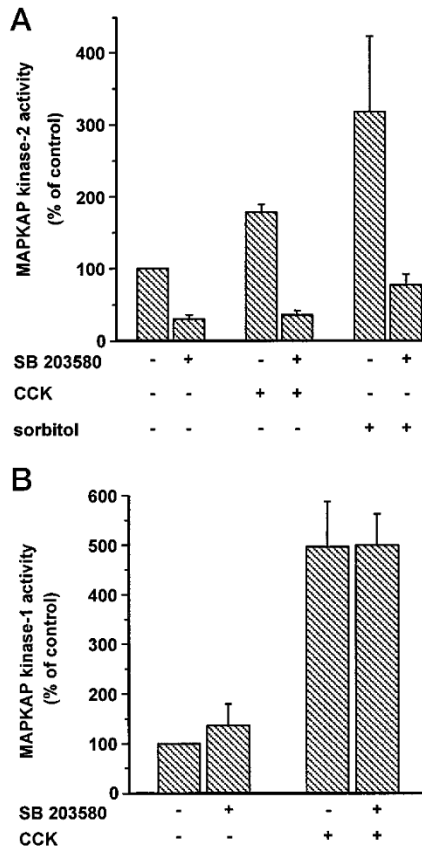 A
MAPKAP kinase-2 activity
(% of control)
400
300
200
100
0
SB 203580 - + - + - +
CCK - - + + - -
sorbitol - - - - + +
B
MAPKAP kinase-1 activity
(% of control)
600
500
400
300
200
100
0
SB 203580 - + - +
CCK - - + +